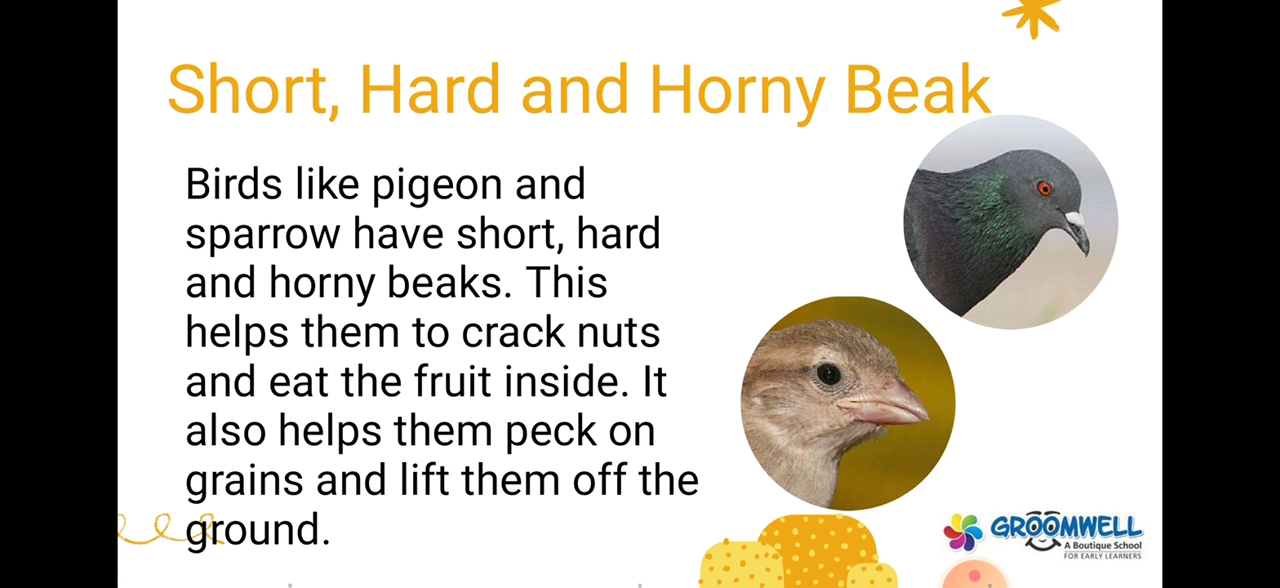 Short, Hard and Horny Beak
Birds like pigeon and
sparrow have short, hard
and horny beaks. This
helps them to crack nuts
and eat the fruit inside. It
also helps them peck on
grains and lift them off the
ground.
GROOMWELL
A Boutique School
FOR EARLY LEARNERS